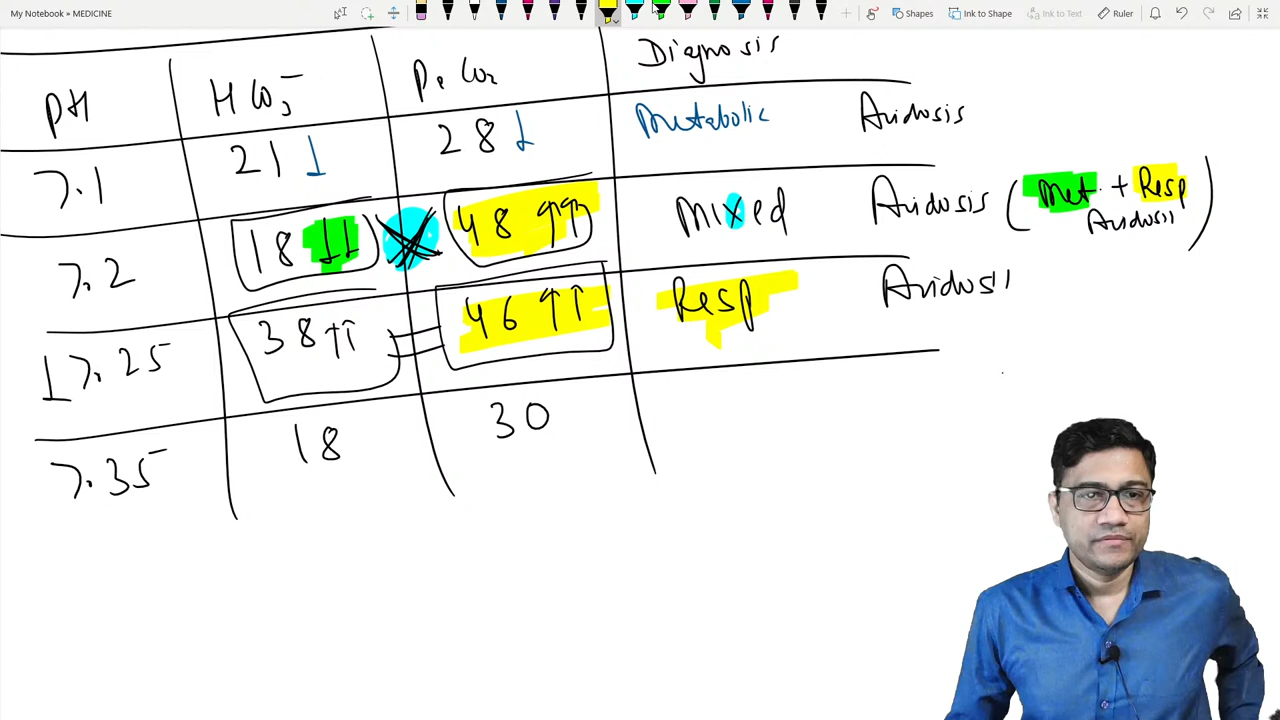 My Notebook » MEDICINE
Shapes Ink to Shape Ink to Text Ruler
PH HCO3- PaCO2 Diagnosis
7.1 21 ↓ 28 ↓ Metabolic Acidosis
7.2 18 ↓↓ 48 ↑↑ Mixed Acidosis (Met. + Resp
Acidosis)
↓ 7.25 38 ↑↑ = 46 ↑↑ Resp Acidosis
7.35 18 30